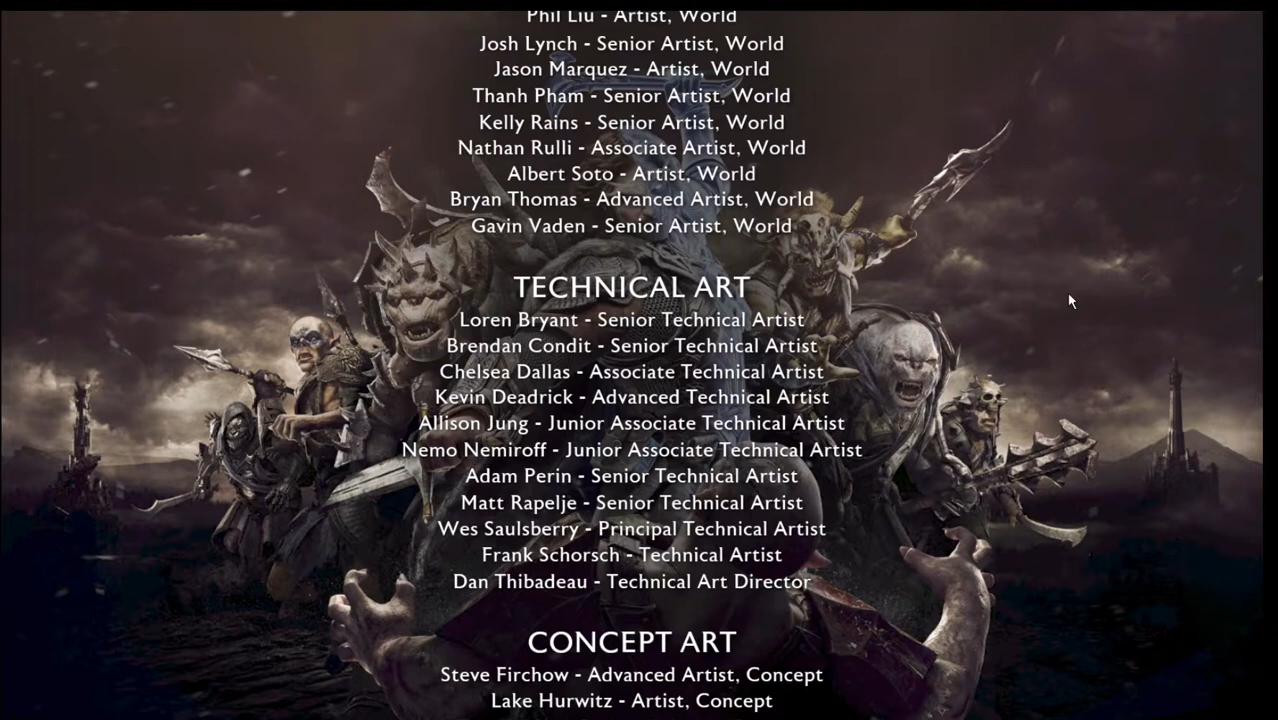 Phil Liu - Artist, World
Josh Lynch - Senior Artist, World
Jason Marquez - Artist, World
Thanh Pham - Senior Artist, World
Kelly Rains - Senior Artist, World
Nathan Rulli - Associate Artist, World
Albert Soto - Artist, World
Bryan Thomas - Advanced Artist, World
Gavin Vaden - Senior Artist, World
TECHNICAL ART
Loren Bryant - Senior Technical Artist
Brendan Condit - Senior Technical Artist
Chelsea Dallas - Associate Technical Artist
Kevin Deadrick - Advanced Technical Artist
Allison Jung - Junior Associate Technical Artist
Nemo Nemiroff - Junior Associate Technical Artist
Adam Perin - Senior Technical Artist
Matt Rapelje - Senior Technical Artist
Wes Saulsberry - Principal Technical Artist
Frank Schorsch - Technical Artist
Dan Thibadeau - Technical Art Director
CONCEPT ART
Steve Firchow - Advanced Artist, Concept
Lake Hurwitz - Artist, Concept